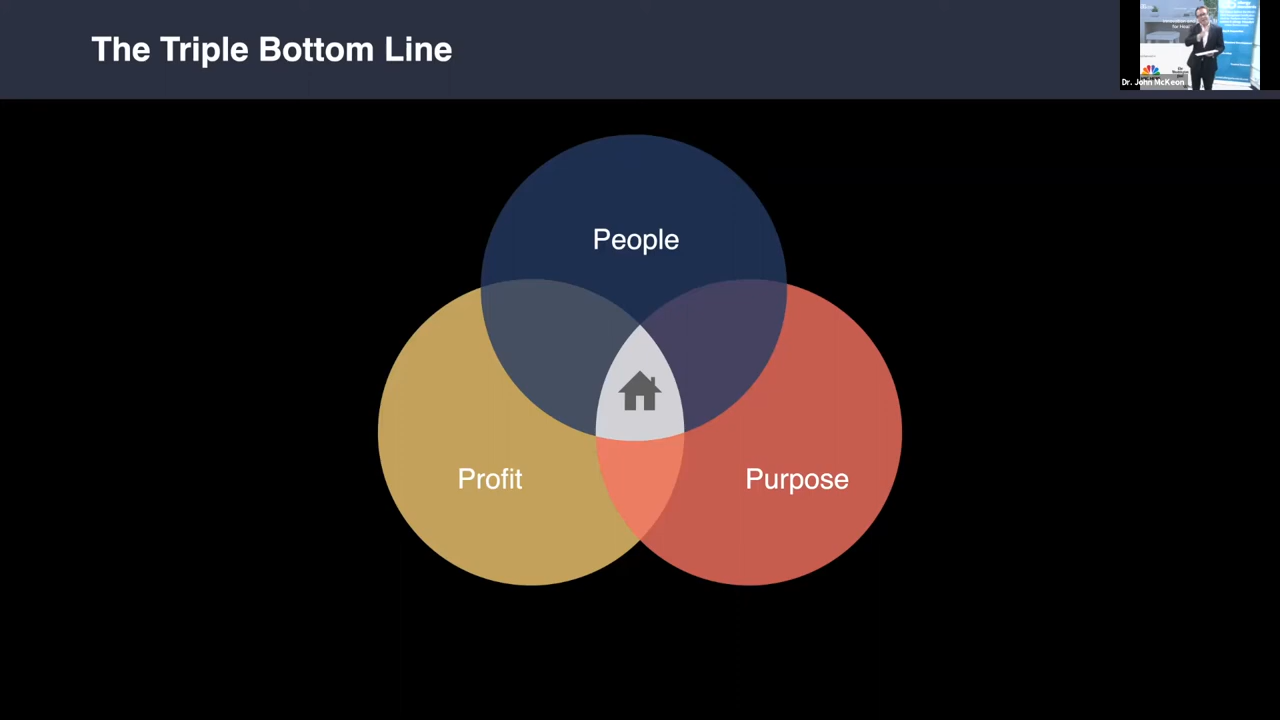 The Triple Bottom Line
Dr. John McKeon
People
Profit
Purpose